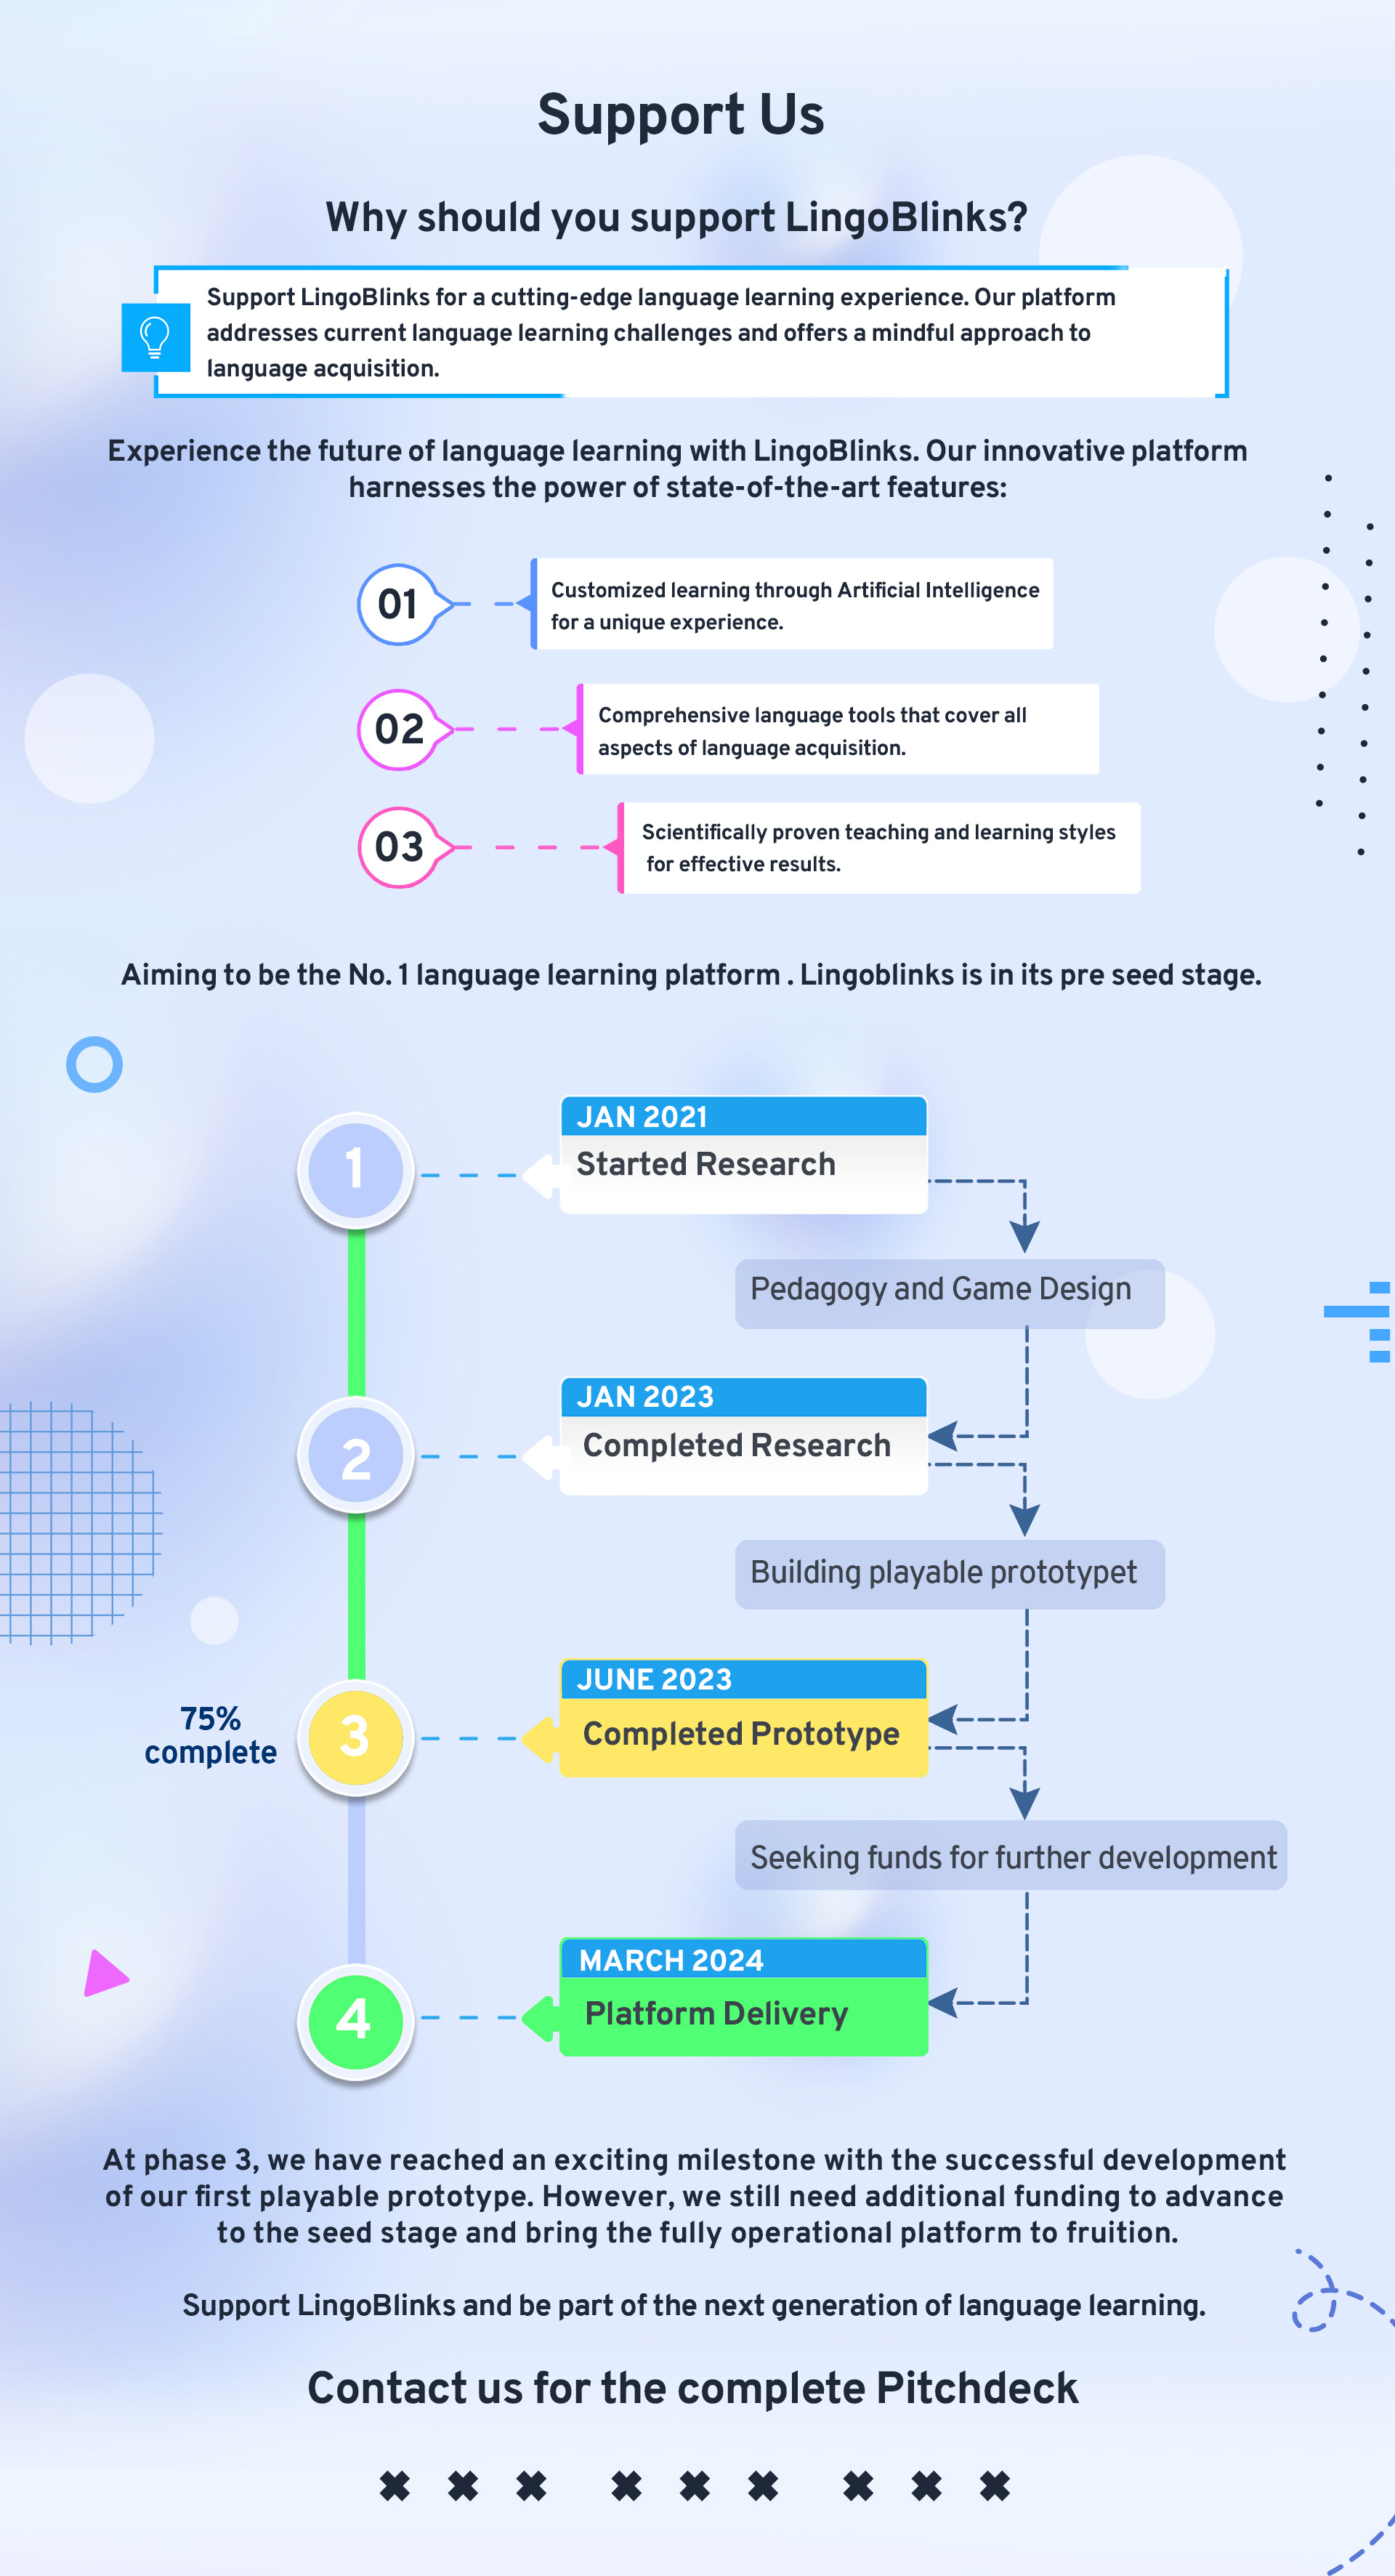 Support Us
Why should you support LingoBlinks?
Support LingoBlinks for a cutting-edge language learning experience. Our platform
addresses current language learning challenges and offers a mindful approach to
language acquisition.
Experience the future of language learning with LingoBlinks. Our innovative platform
harnesses the power of state-of-the-art features:
01
Customized learning through Artificial Intelligence
for a unique experience.
02
Comprehensive language tools that cover all
aspects of language acquisition.
03
Scientifically proven teaching and learning styles
for effective results.
Aiming to be the No. 1 language learning platform . Lingoblinks is in its pre seed stage.
1
JAN 2021
Started Research
Pedagogy and Game Design
2
JAN 2023
Completed Research
Building playable prototypet
75%
complete
3
JUNE 2023
Completed Prototype
Seeking funds for further development
4
MARCH 2024
Platform Delivery
At phase 3, we have reached an exciting milestone with the successful development
of our first playable prototype. However, we still need additional funding to advance
to the seed stage and bring the fully operational platform to fruition.
Support LingoBlinks and be part of the next generation of language learning.
Contact us for the complete Pitchdeck